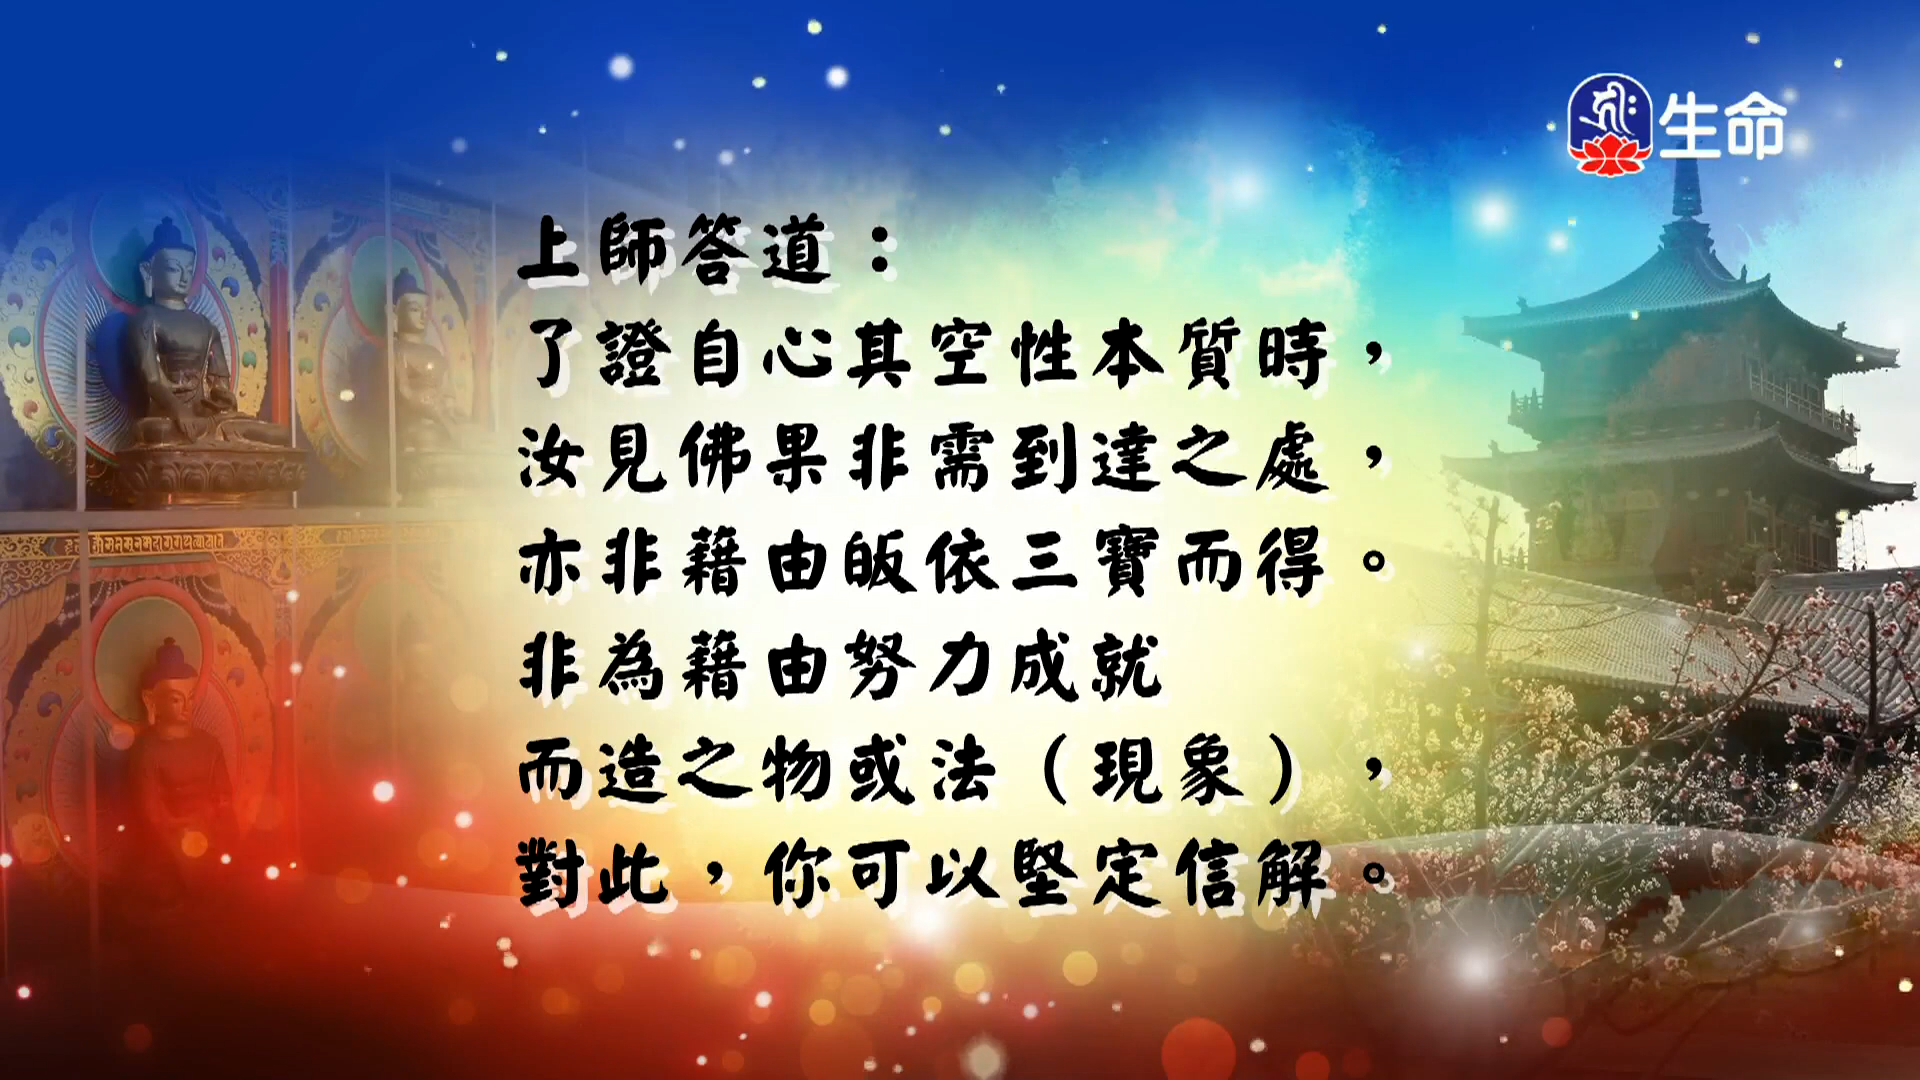 生命
上師答道：
了證自心其空性本質時，
汝見佛果非需到達之處，
亦非藉由皈依三寶而得。
非為藉由努力成就
而造之物或法（現象），
對此，你可以堅定信解。